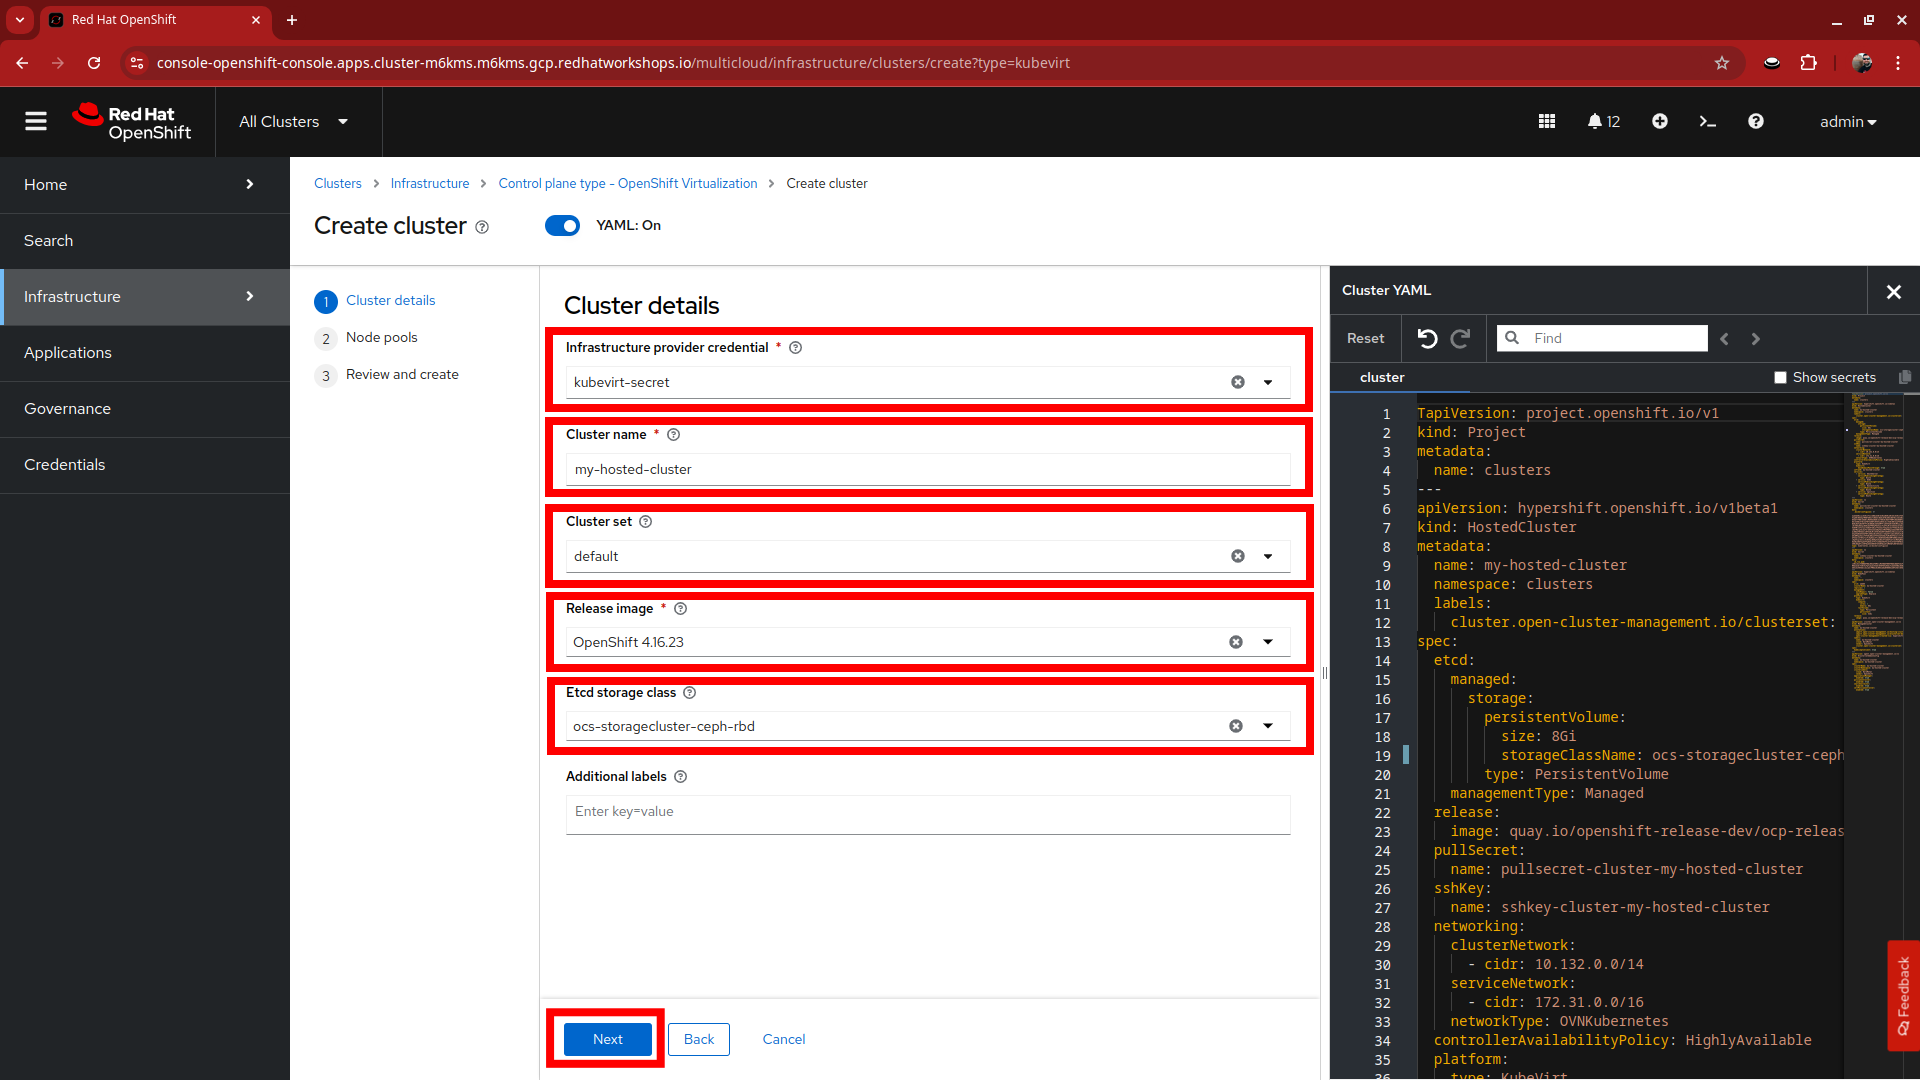 Red Hat OpenShift
console-openshift-console.apps.cluster-m6kms.m6kms.gcp.redhatworkshops.io/multicloud/infrastructure/clusters/create?type=kubevirt
Red Hat
OpenShift
All Clusters
12
admin
Home
Search
Infrastructure
Applications
Governance
Credentials
Clusters
Infrastructure
Control plane type - OpenShift Virtualization
Create cluster
Create cluster
YAML: On
1 Cluster details
2 Node pools
3 Review and create
Cluster details
Infrastructure provider credential *
kubevirt-secret
Cluster name *
my-hosted-cluster
Cluster set
default
Release image *
OpenShift 4.16.23
Etcd storage class
ocs-storagecluster-ceph-rbd
Additional labels
Enter key=value
Next
Back
Cancel
Cluster YAML
Reset
Find
cluster
Show secrets
1 TapiVersion: project.openshift.io/v1
2 kind: Project
3 metadata:
4 name: clusters
5 ---
6 apiVersion: hypershift.openshift.io/v1beta1
7 kind: HostedCluster
8 metadata:
9 name: my-hosted-cluster
10 namespace: clusters
11 labels:
12 cluster.open-cluster-management.io/clusterset:
13 spec:
14 etcd:
15 managed:
16 storage:
17 persistentVolume:
18 size: 8Gi
19 storageClassName: ocs-storagecluster-ceph
20 type: PersistentVolume
21 managementType: Managed
22 release:
23 image: quay.io/openshift-release-dev/ocp-releas
24 pullSecret:
25 name: pullsecret-cluster-my-hosted-cluster
26 sshKey:
27 name: sshkey-cluster-my-hosted-cluster
28 networking:
29 clusterNetwork:
30 - cidr: 10.132.0.0/14
31 serviceNetwork:
32 - cidr: 172.31.0.0/16
33 networkType: OVNKubernetes
34 controllerAvailabilityPolicy: HighlyAvailable
35 platform:
36 type: KubeVirt
Feedback